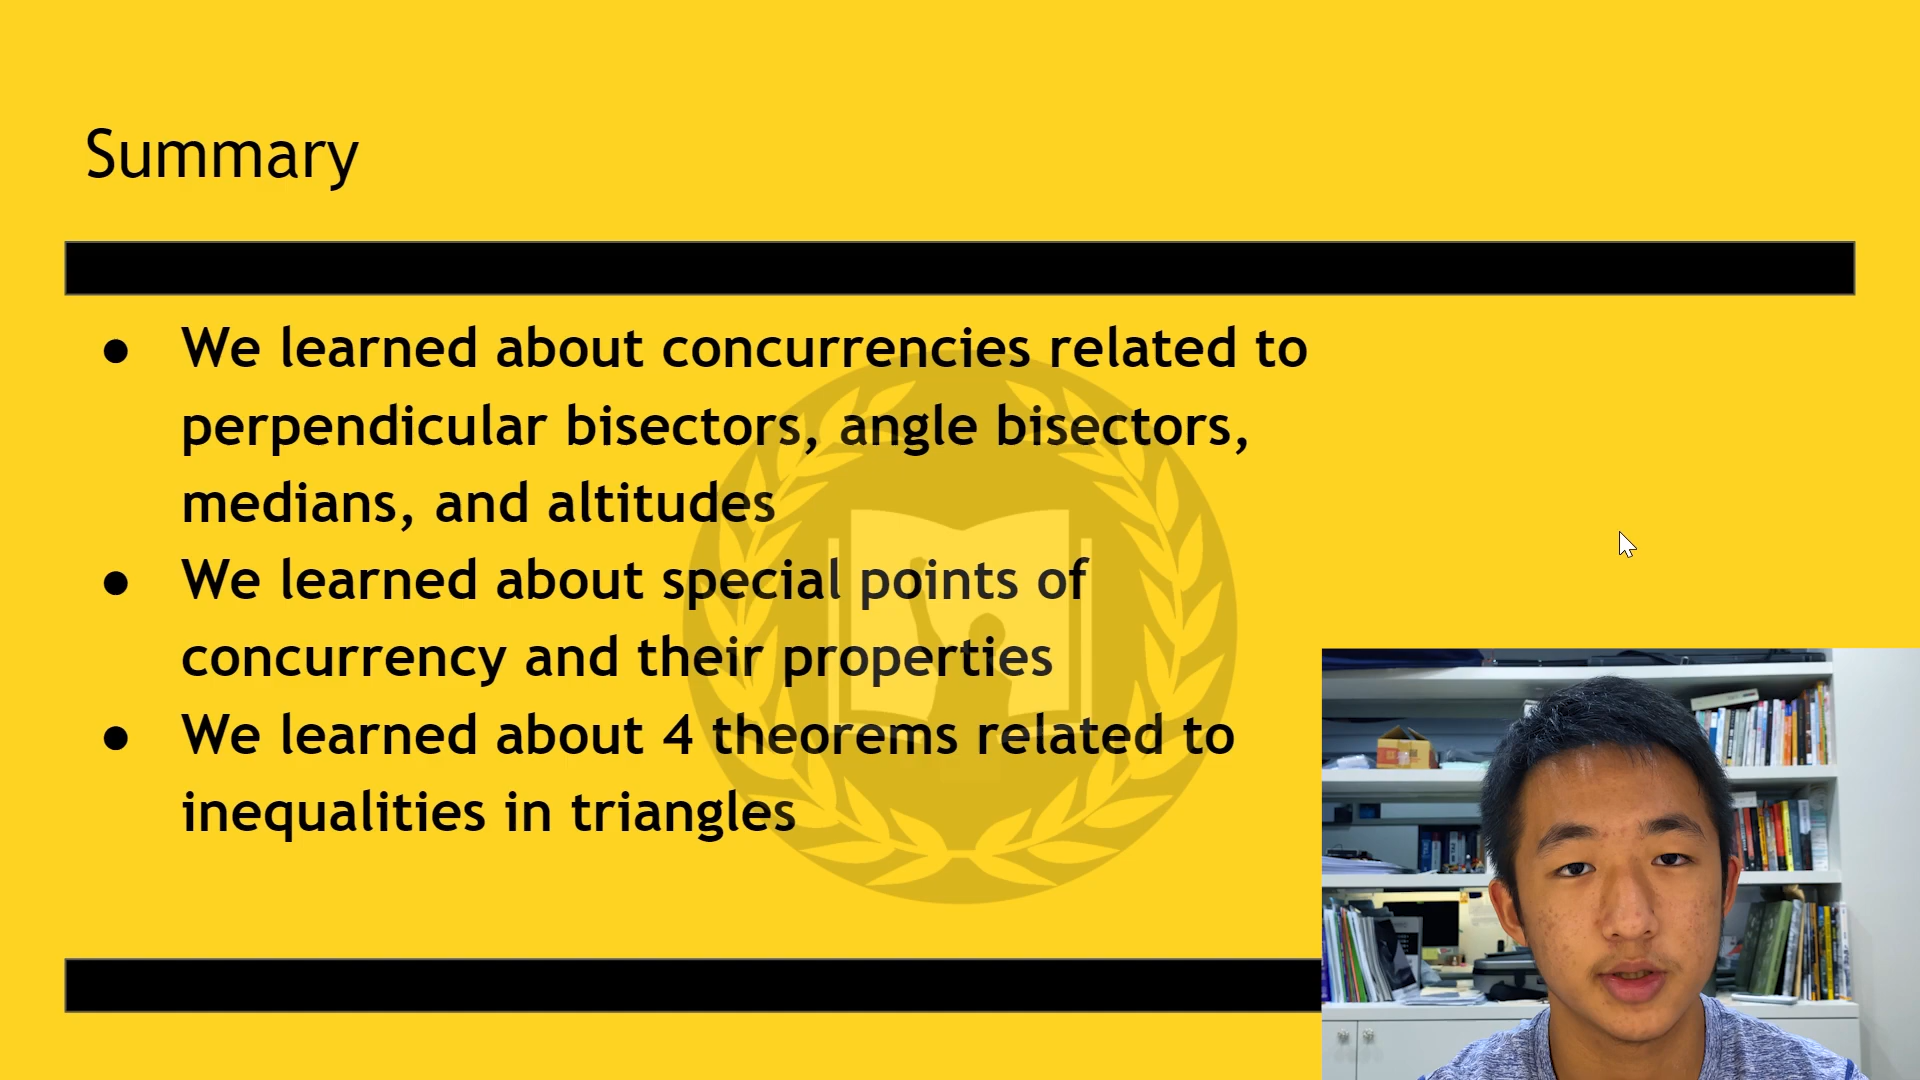 Summary
● We learned about concurrencies related to
perpendicular bisectors, angle bisectors,
medians, and altitudes
● We learned about special points of
concurrency and their properties
● We learned about 4 theorems related to
inequalities in triangles